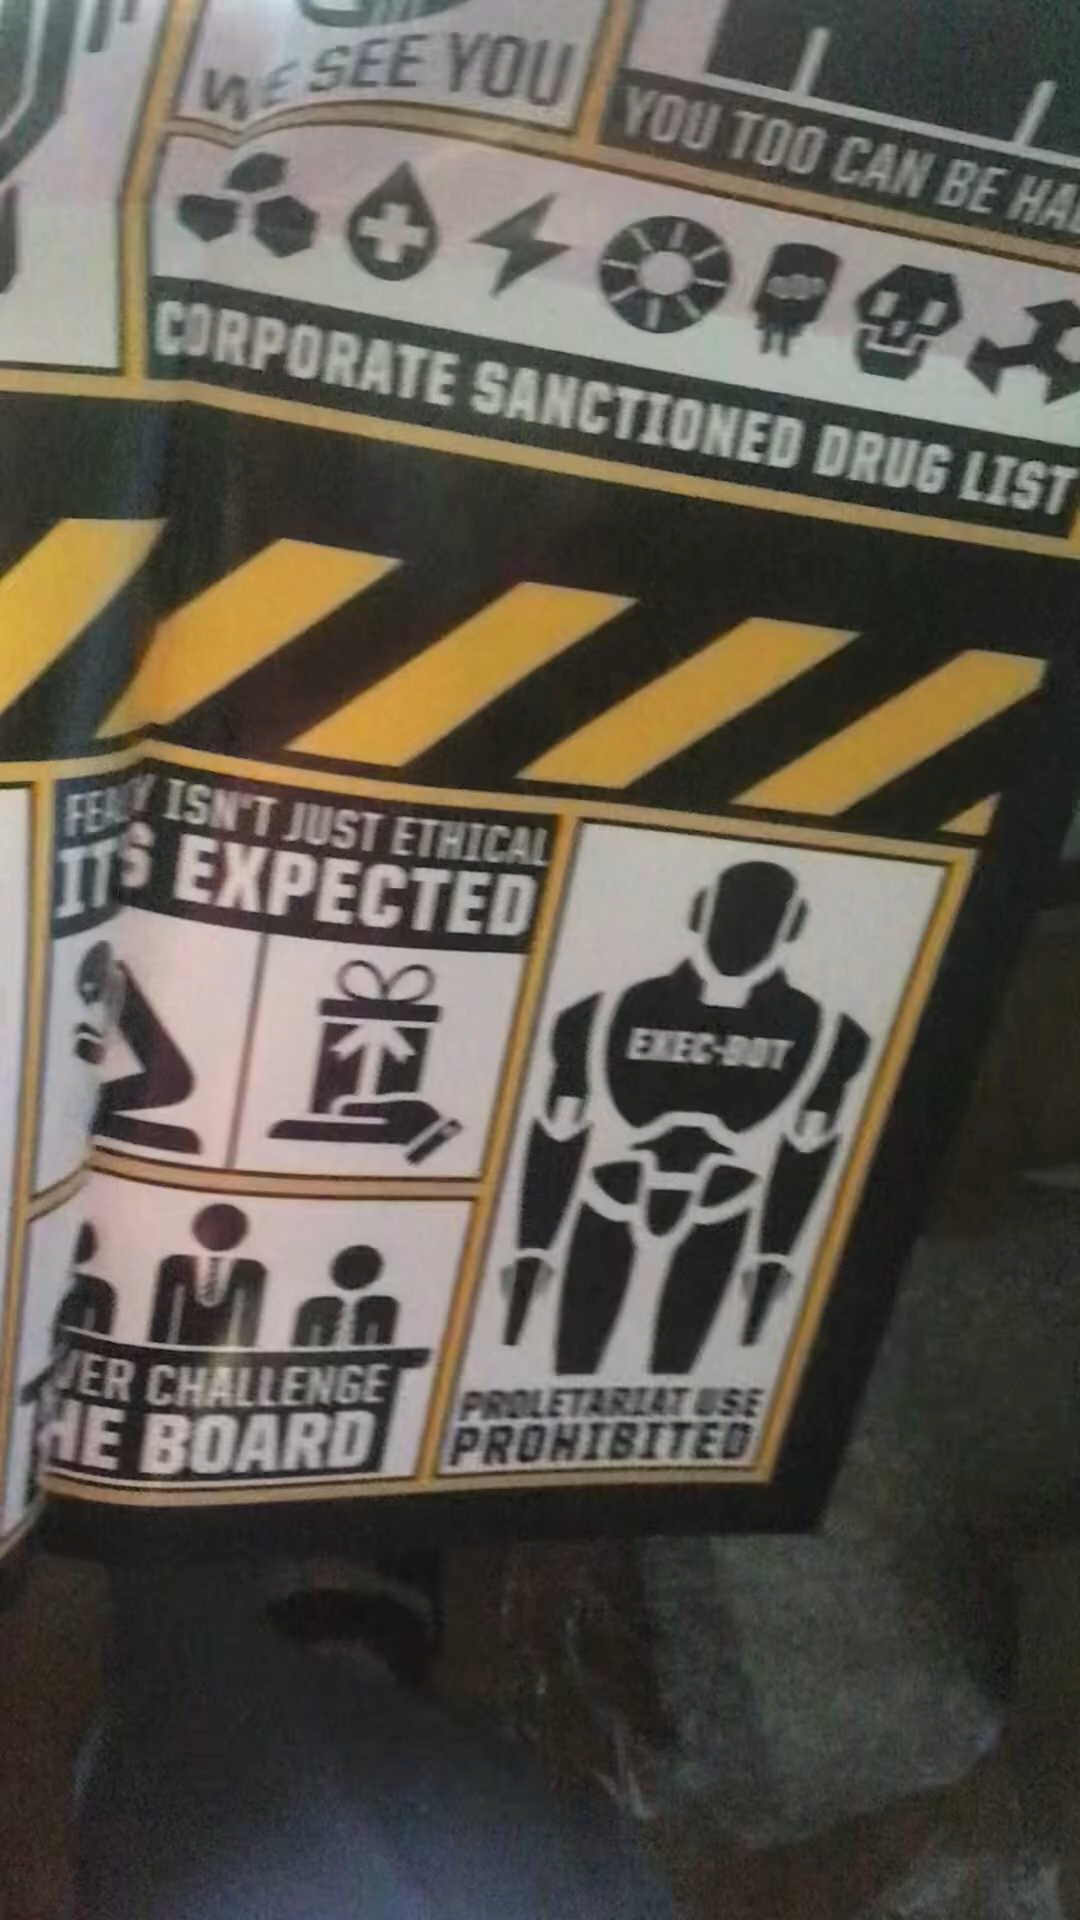 WE SEE YOU
YOU TOO CAN BE
CORPORATE SANCTIONED DRUG LIST
ISN'T JUST ETHICAL
IT'S EXPECTED
EXEC-BOT
CHALLENGE
BOARD
PROLETARIAT USE
PROHIBITED